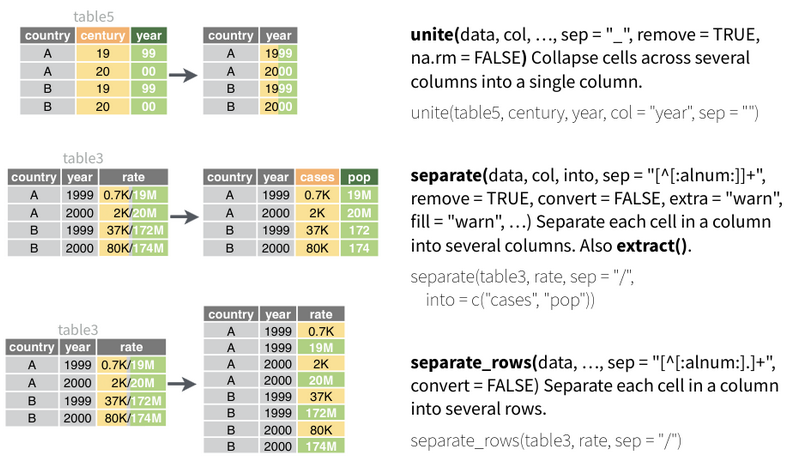 table5
country century year
A 19 99
A 20 00
B 19 99
B 20 00
country year
A 1999
A 2000
B 1999
B 2000
unite(data, col, …, sep = "_", remove = TRUE,
na.rm = FALSE) Collapse cells across several
columns into a single column.
unite(table5, century, year, col = "year", sep = "")
table3
country year rate
A 1999 0.7K/19M
A 2000 2K/20M
B 1999 37K/172M
B 2000 80K/174M
country year cases pop
A 1999 0.7K 19M
A 2000 2K 20M
B 1999 37K 172
B 2000 80K 174
separate(data, col, into, sep = "[^[:alnum:]]+",
remove = TRUE, convert = FALSE, extra = "warn",
fill = "warn", …) Separate each cell in a column
into several columns. Also extract().
separate(table3, rate, sep = "/",
into = c("cases", "pop"))
table3
country year rate
A 1999 0.7K/19M
A 2000 2K/20M
B 1999 37K/172M
B 2000 80K/174M
country year rate
A 1999 0.7K
A 1999 19M
A 2000 2K
A 2000 20M
B 1999 37K
B 1999 172M
B 2000 80K
B 2000 174M
separate_rows(data, …, sep = "[^[:alnum:].]+",
convert = FALSE) Separate each cell in a column
into several rows.
separate_rows(table3, rate, sep = "/")